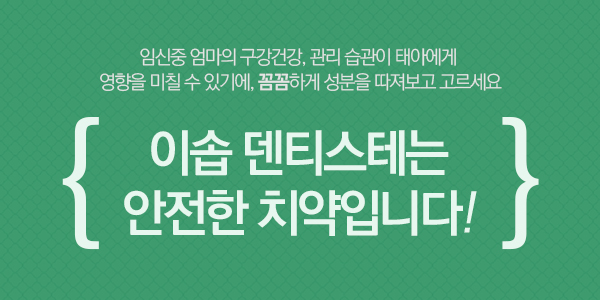 임신중 엄마의 구강건강, 관리 습관이 태아에게
영향을 미칠 수 있기에, 꼼꼼하게 성분을 따져보고 고르세요
{ 이솝 덴티스테는
안전한 치약입니다! }